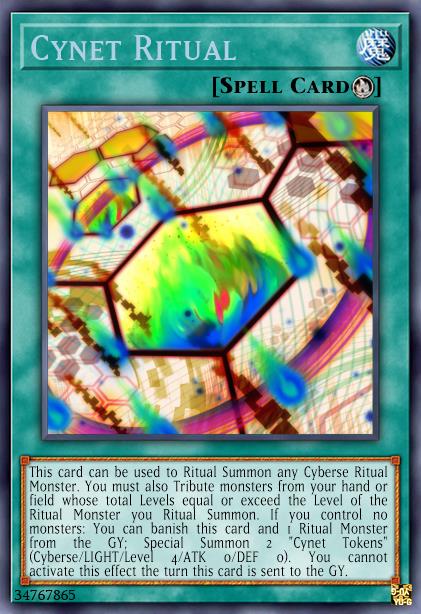 Cynet Ritual
魔
[Spell Card]
This card can be used to Ritual Summon any Cyberse Ritual
Monster. You must also Tribute monsters from your hand or
field whose total Levels equal or exceed the Level of the
Ritual Monster you Ritual Summon. If you control no
monsters: You can banish this card and 1 Ritual Monster
from the GY; Special Summon 2 "Cynet Tokens"
(Cyberse/LIGHT/Level 4/ATK 0/DEF 0). You cannot
activate this effect the turn this card is sent to the GY.
34767865